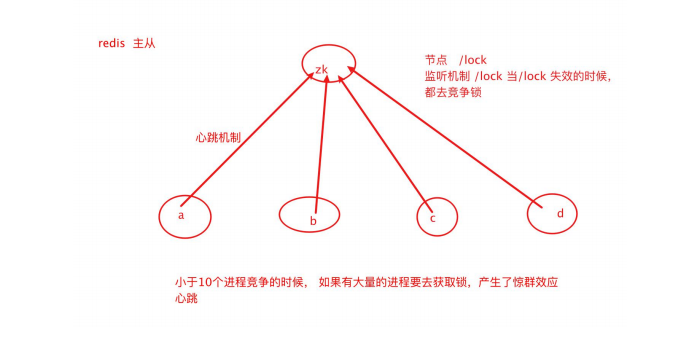 redis 主从
zk
节点 /lock
监听机制 /lock 当/lock 失效的时候，
都去竞争锁
心跳机制
a
b
c
d
小于10个进程竞争的时候， 如果有大量的进程要去获取锁，产生了惊群效应
心跳